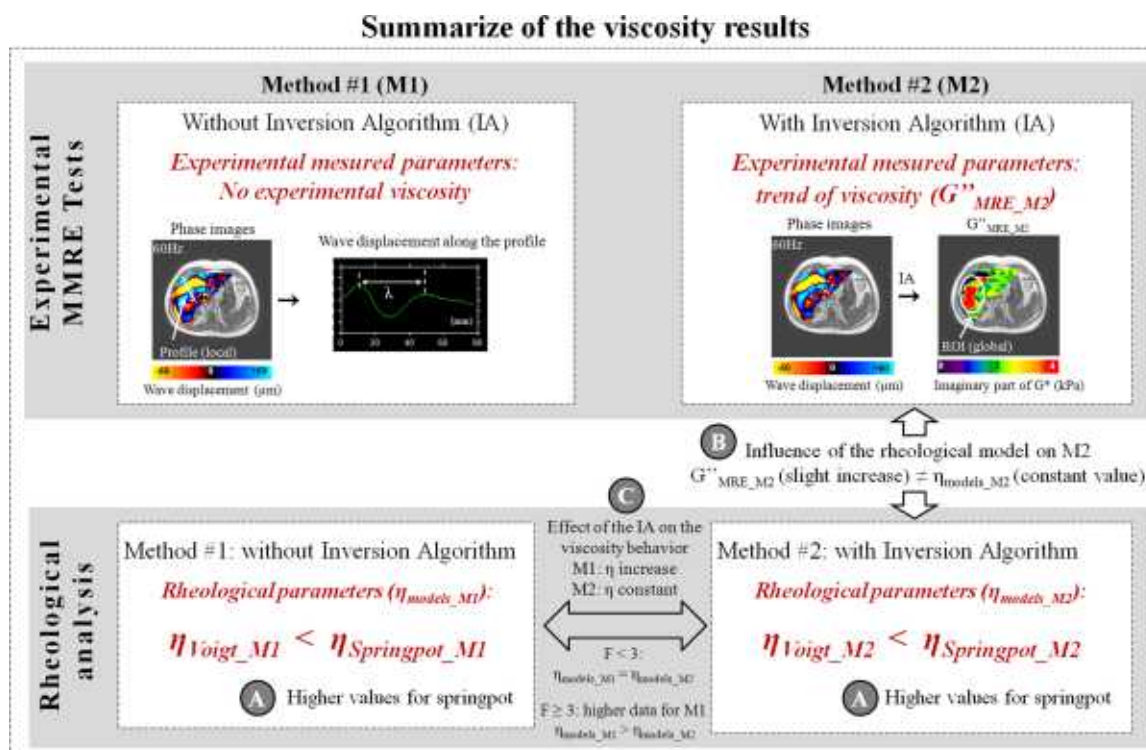 Summarize of the viscosity results
Experimental
MMRE Tests
Method #1 (M1)
Without Inversion Algorithm (IA)
Experimental mesured parameters:
No experimental viscosity
Phase images
60Hz
Profile (local)
Wave displacement (µm)
Wave displacement along the profile
λ
(mm)
0 20 40 60 80
Method #2 (M2)
With Inversion Algorithm (IA)
Experimental mesured parameters:
trend of viscosity (G''MRE_M2)
Phase images
60Hz
Wave displacement (µm)
IA
G''MRE_M2
ROI (global)
Imaginary part of G* (kPa)
B
Influence of the rheological model on M2
G''MRE_M2 (slight increase) ≠ ηmodels_M2 (constant value)
Rheological
analysis
Method #1: without Inversion Algorithm
Rheological parameters (ηmodels_M1):
ηVoigt_M1 < ηSpringpot_M1
A Higher values for springpot
C
Effect of the IA on the
viscosity behavior
M1: η increase
M2: η constant
F < 3:
ηmodels_M1 = ηmodels_M2
F ≥ 3: higher data for M1
ηmodels_M1 > ηmodels_M2
Method #2: with Inversion Algorithm
Rheological parameters (ηmodels_M2):
ηVoigt_M2 < ηSpringpot_M2
A Higher values for springpot